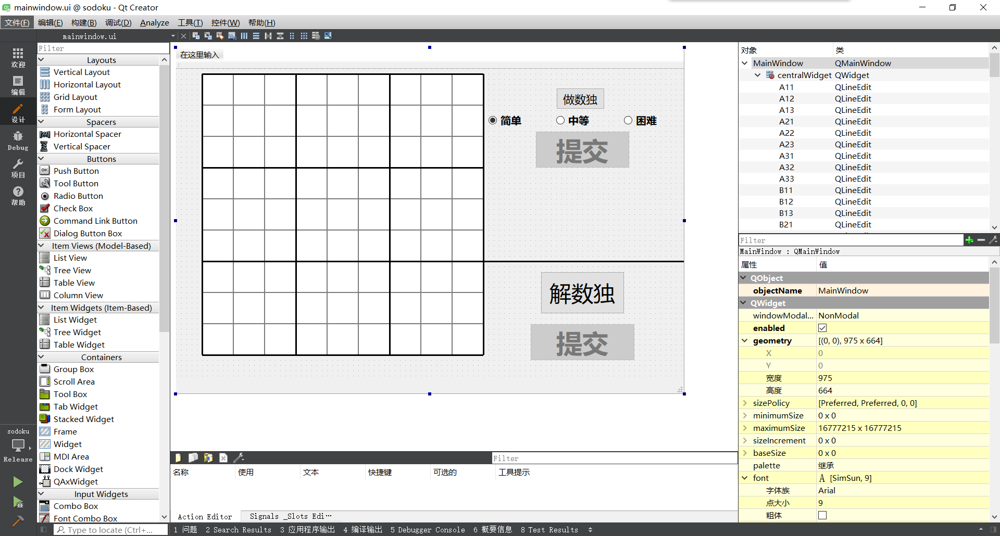 mainwindow.ui @ sodoku - Qt Creator
文件(F) 编辑(E) 构建(B) 调试(D) Analyze 工具(T) 控件(W) 帮助(H)
mainwindow.ui
欢迎
编辑
设计
Debug
项目
帮助
sodoku
Release
Filter
Layouts
Vertical Layout
Horizontal Layout
Grid Layout
Form Layout
Spacers
Horizontal Spacer
Vertical Spacer
Buttons
Push Button
Tool Button
Radio Button
Check Box
Command Link Button
Dialog Button Box
Item Views (Model-Based)
List View
Tree View
Table View
Column View
Item Widgets (Item-Based)
List Widget
Tree Widget
Table Widget
Containers
Group Box
Scroll Area
Tool Box
Tab Widget
Stacked Widget
Frame
Widget
MDI Area
Dock Widget
QAxWidget
Input Widgets
Combo Box
Font Combo Box
在这里输入
做数独
简单 中等 困难
提交
解数独
提交
Filter
名称 使用 文本 快捷键 可选的 工具提示
Action Editor Signals _Slots Edi…
对象 类
MainWindow QMainWindow
centralWidget QWidget
A11 QLineEdit
A12 QLineEdit
A13 QLineEdit
A21 QLineEdit
A22 QLineEdit
A23 QLineEdit
A31 QLineEdit
A32 QLineEdit
A33 QLineEdit
B11 QLineEdit
B12 QLineEdit
B13 QLineEdit
B21 QLineEdit
Filter
MainWindow : QMainWindow
属性 值
QObject
objectName MainWindow
QWidget
windowModal... NonModal
enabled
geometry [(0, 0), 975 x 664]
X 0
Y 0
宽度 975
高度 664
sizePolicy [Preferred, Preferred, 0, 0]
minimumSize 0 x 0
maximumSize 16777215 x 16777215
sizeIncrement 0 x 0
baseSize 0 x 0
palette 继承
font A [SimSun, 9]
字体族 Arial
点大小 9
粗体
Type to locate (Ctrl+...
1 问题 2 Search Results 3 应用程序输出 4 编译输出 5 Debugger Console 6 概要信息 8 Test Results